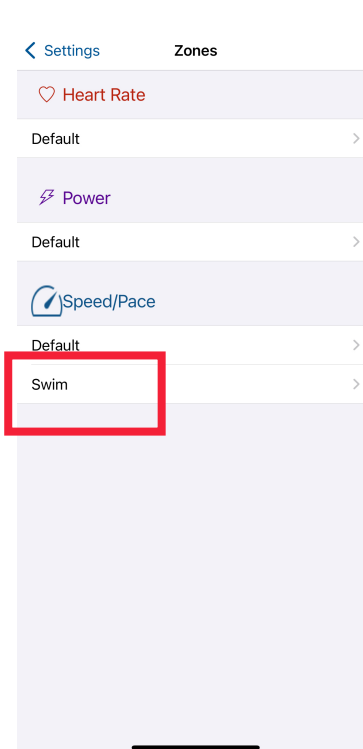 Settings Zones
Heart Rate
Default
Power
Default
Speed/Pace
Default
Swim